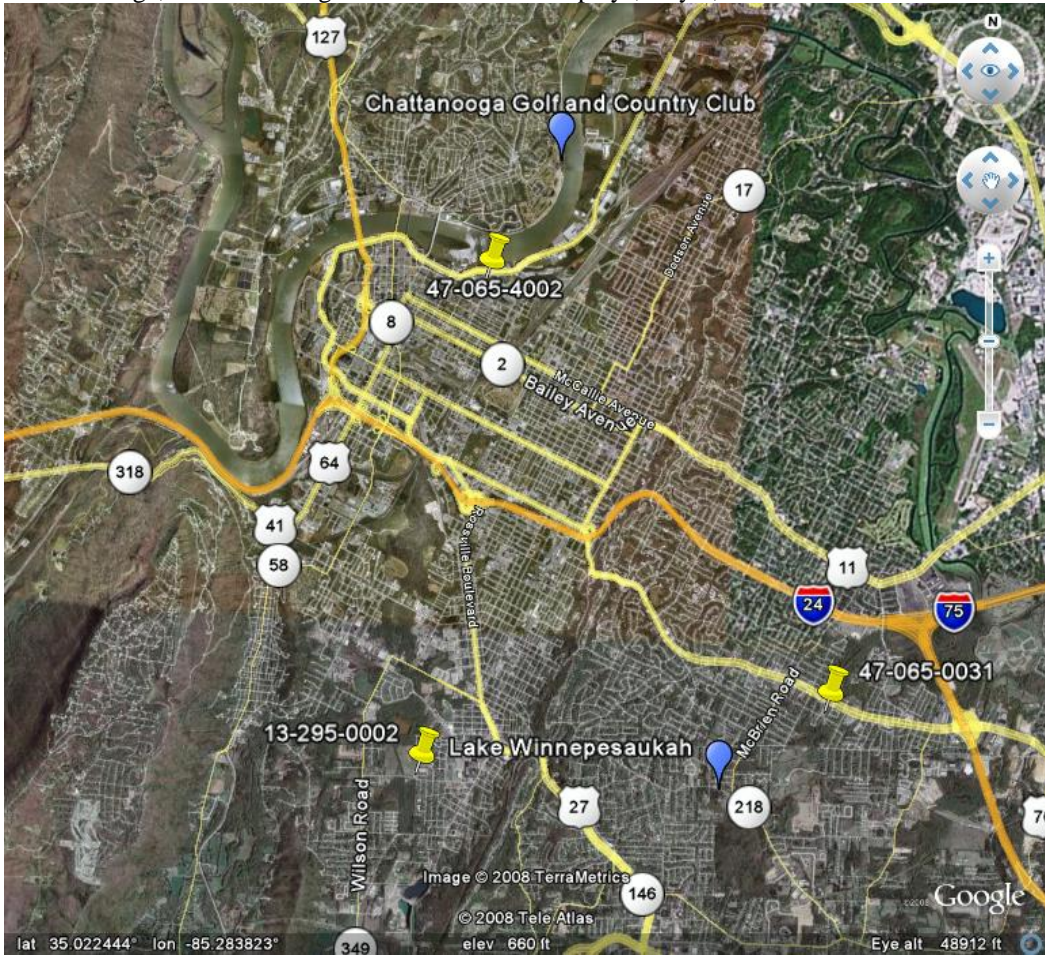 127
N
Chattanooga Golf and Country Club
17
Dodson Avenue
47-065-4002
8
2
McCallie Avenue
Bailey Avenue
64
318
41
Rossville Boulevard
58
11
24
75
47-065-0031
McBrien Road
13-295-0002
Lake Winnepesaukah
27
218
Wilson Road
Image © 2008 TerraMetrics
146
©2008 Google
© 2008 Tele Atlas
349
lat 35.022444° lon -85.283823° elev 660 ft Eye alt 48912 ft